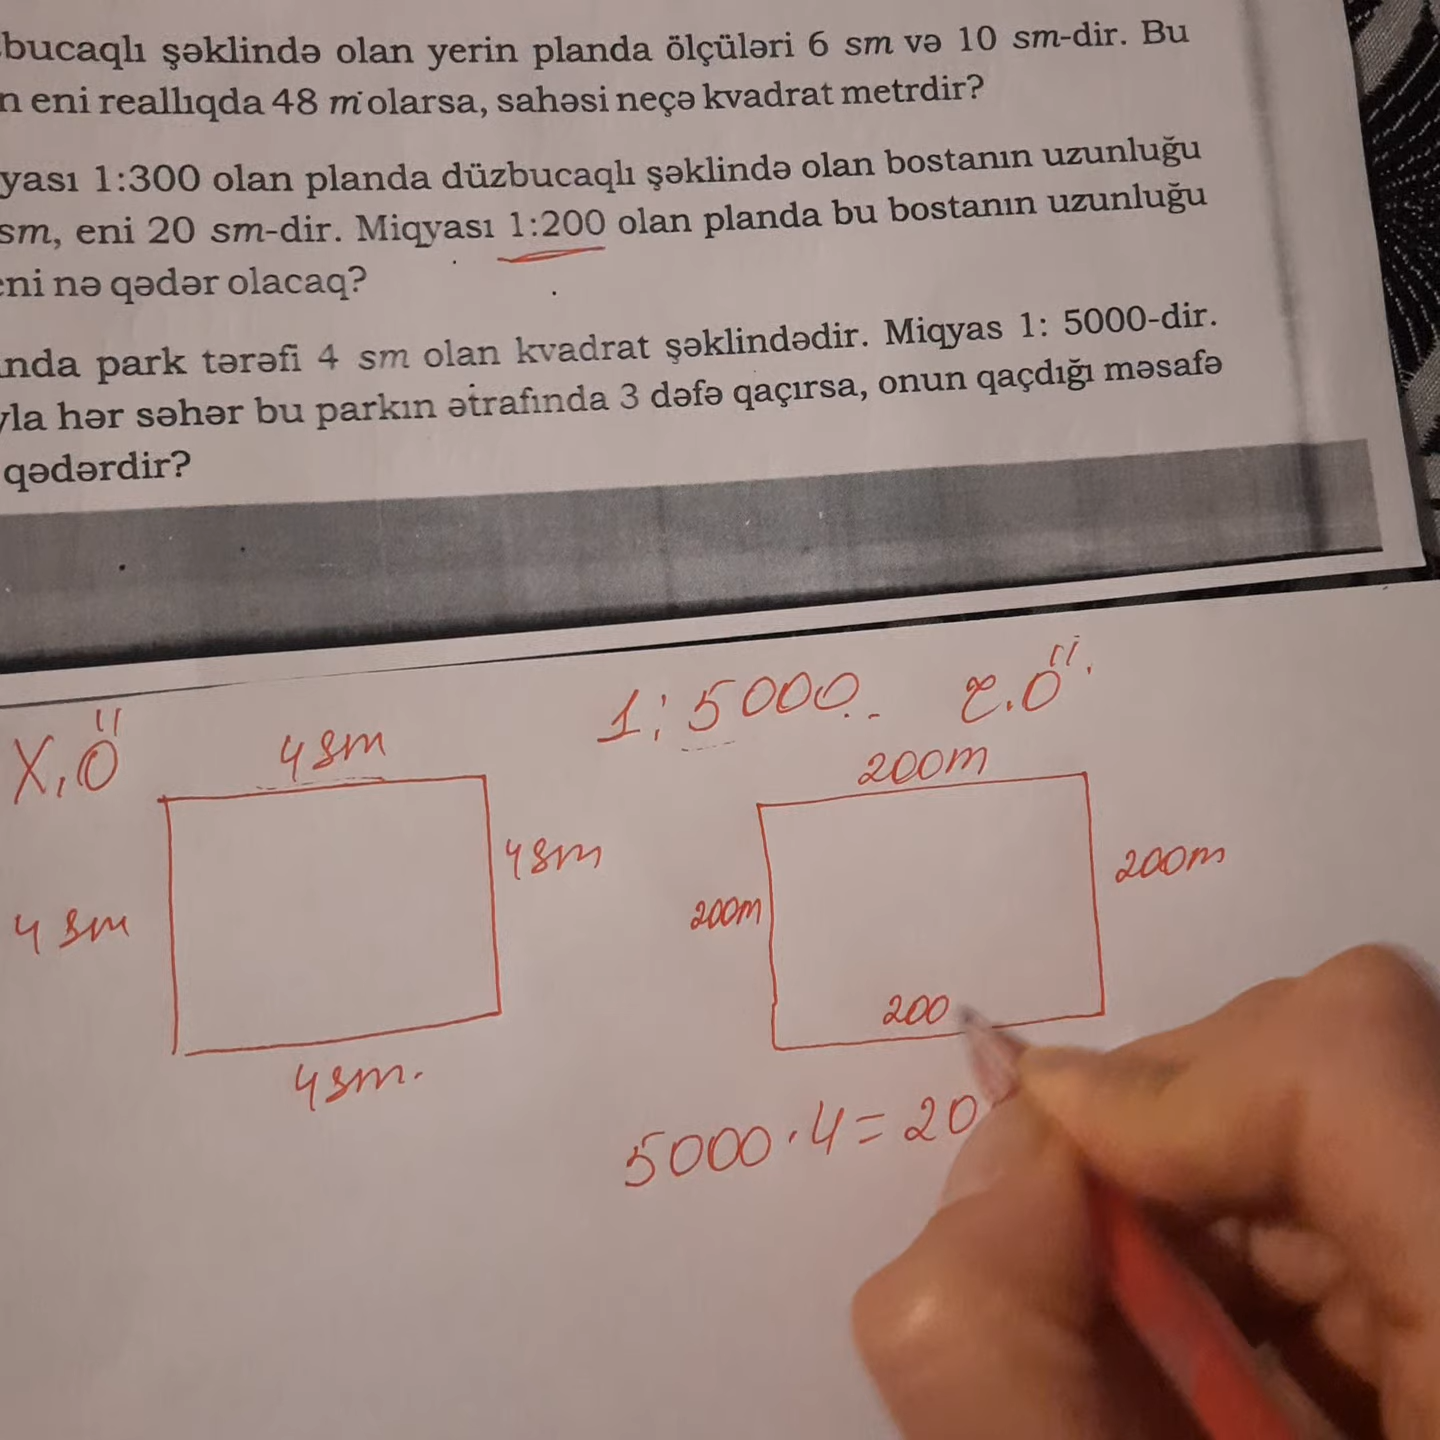 bucaqlı şəklində olan yerin planda ölçüləri 6 sm və 10 sm-dir. Bu
n eni reallıqda 48 m olarsa, sahəsi neçə kvadrat metrdir?
yası 1:300 olan planda düzbucaqlı şəklində olan bostanın uzunluğu
sm, eni 20 sm-dir. Miqyası 1:200 olan planda bu bostanın uzunluğu
eni nə qədər olacaq?
nda park tərəfi 4 sm olan kvadrat şəklindədir. Miqyas 1: 5000-dir.
yla hər səhər bu parkın ətrafında 3 dəfə qaçırsa, onun qaçdığı məsafə
qədərdir?
1:5000 r.Ö
X.Ö 4sm 200m
4sm 200m
4sm 200m
200
4sm.
5000·4=20